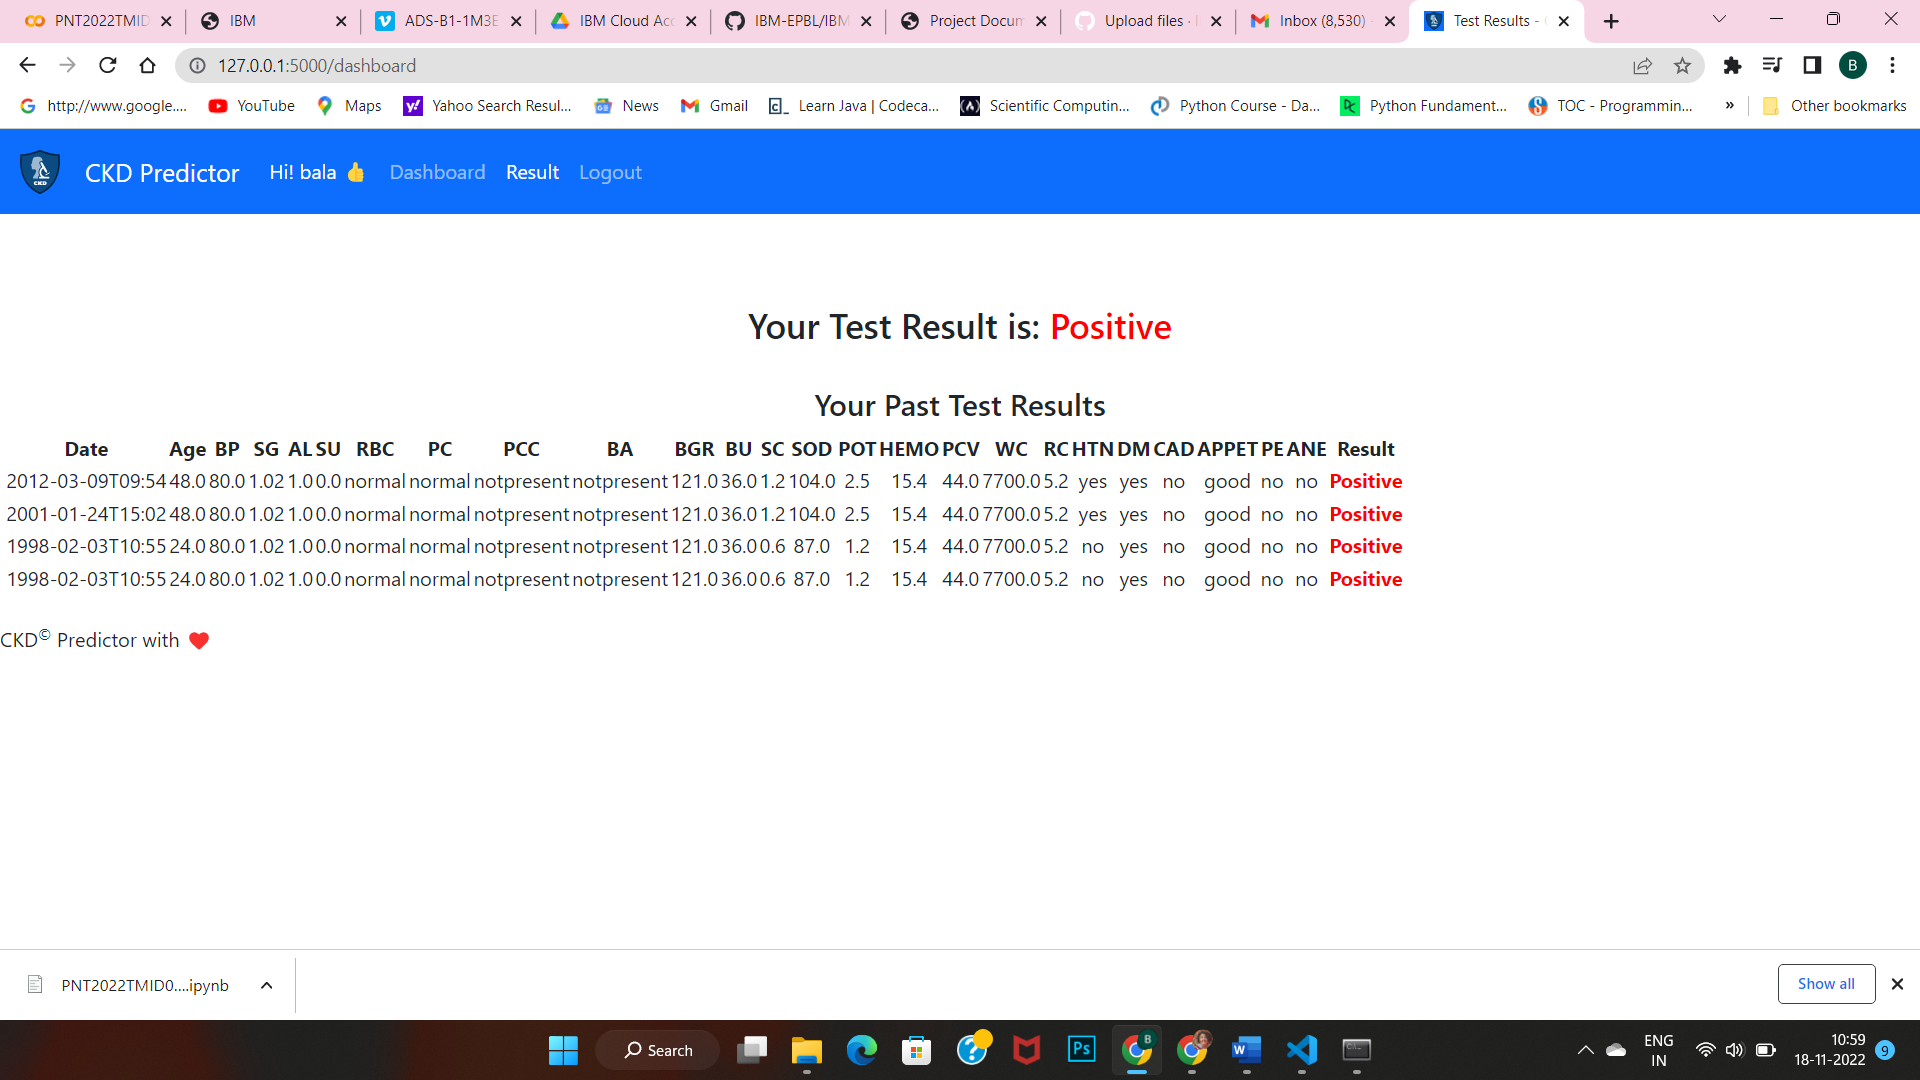 PNT2022TMID
IBM
ADS-B1-1M3E
IBM Cloud Acc
IBM-EPBL/IBM
Project Docum
Upload files ·
Inbox (8,530)
Test Results -
127.0.0.1:5000/dashboard
B
http://www.google....
YouTube
Maps
Yahoo Search Resul...
News
Gmail
Learn Java | Codeca...
Scientific Computin...
Python Course - Da...
Python Fundament...
TOC - Programmin...
»
Other bookmarks
CKD
CKD Predictor
Hi! bala 👍
Dashboard
Result
Logout
Your Test Result is: Positive
Your Past Test Results
Date Age BP SG AL SU RBC PC PCC BA BGR BU SC SOD POT HEMO PCV WC RC HTN DM CAD APPET PE ANE Result
2012-03-09T09:54 48.0 80.0 1.02 1.0 0.0 normal normal notpresent notpresent 121.0 36.0 1.2 104.0 2.5 15.4 44.0 7700.0 5.2 yes yes no good no no Positive
2001-01-24T15:02 48.0 80.0 1.02 1.0 0.0 normal normal notpresent notpresent 121.0 36.0 1.2 104.0 2.5 15.4 44.0 7700.0 5.2 yes yes no good no no Positive
1998-02-03T10:55 24.0 80.0 1.02 1.0 0.0 normal normal notpresent notpresent 121.0 36.0 0.6 87.0 1.2 15.4 44.0 7700.0 5.2 no yes no good no no Positive
1998-02-03T10:55 24.0 80.0 1.02 1.0 0.0 normal normal notpresent notpresent 121.0 36.0 0.6 87.0 1.2 15.4 44.0 7700.0 5.2 no yes no good no no Positive
CKD© Predictor with ❤
PNT2022TMID0....ipynb
Show all
Search
Ps
B
ENG
IN
10:59
18-11-2022
9